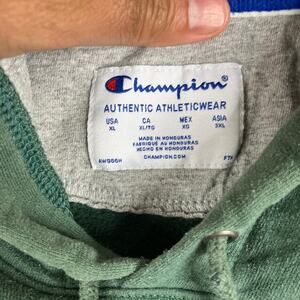 Champion
AUTHENTIC ATHLETICWEAR
USA CA MEX ASIA
XL XL/TG XG 3XL
MADE IN HONDURAS
FABRIQUÉ AU HONDURAS
HECHO EN HONDURAS
CHAMPION.COM